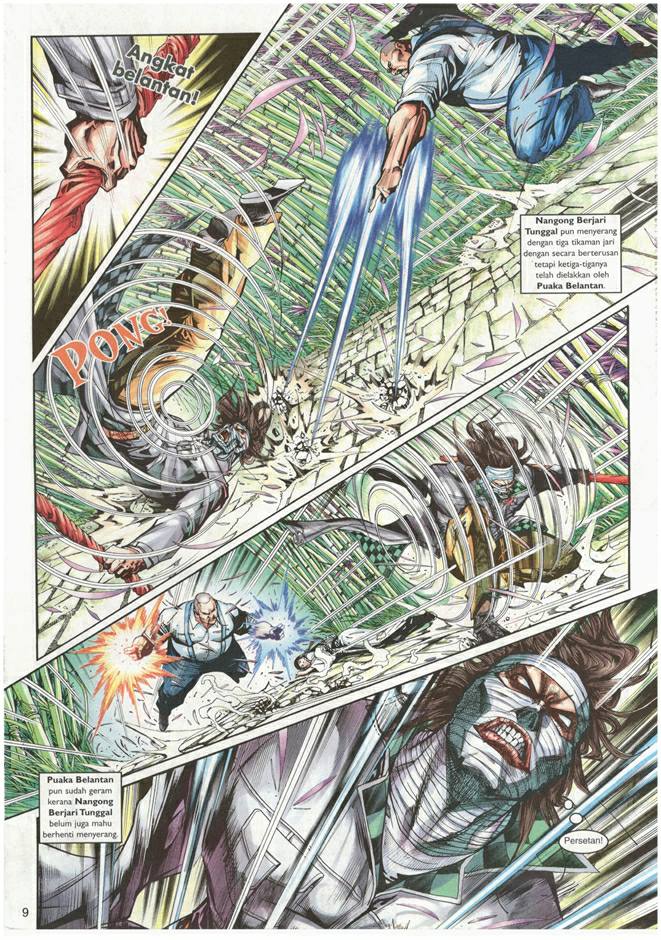 Angkat
belantan!
Nangong Berjari
Tunggal pun menyerang
dengan tiga tikaman jari
dengan secara berterusan
tetapi ketiga-tiganya
telah dielakkan oleh
Puaka Belantan.
PONG!
Puaka Belantan
pun sudah geram
kerana Nangong
Berjari Tunggal
belum juga mahu
berhenti menyerang.
Persetan!
9